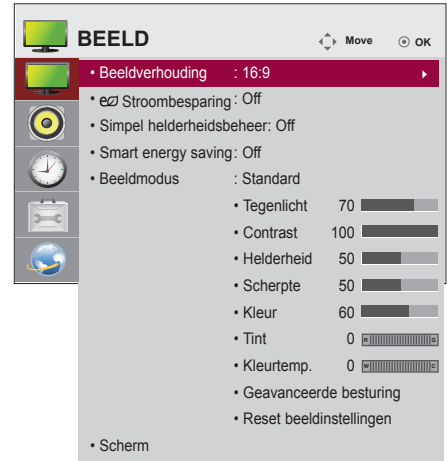 BEELD Move OK
• Beeldverhouding : 16:9
• Stroombesparing : Off
• Simpel helderheidsbeheer: Off
• Smart energy saving: Off
• Beeldmodus : Standard
• Tegenlicht 70
• Contrast 100
• Helderheid 50
• Scherpte 50
• Kleur 60
• Tint 0 R G
• Kleurtemp. 0 W C
• Geavanceerde besturing
• Reset beeldinstellingen
• Scherm